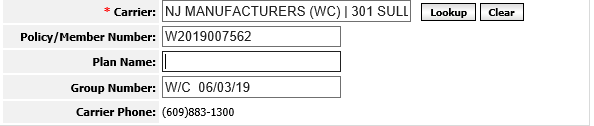 * Carrier: NJ MANUFACTURERS (WC) | 301 SULL Lookup Clear
Policy/Member Number: W2019007562
Plan Name:
Group Number: W/C 06/03/19
Carrier Phone: (609)883-1300